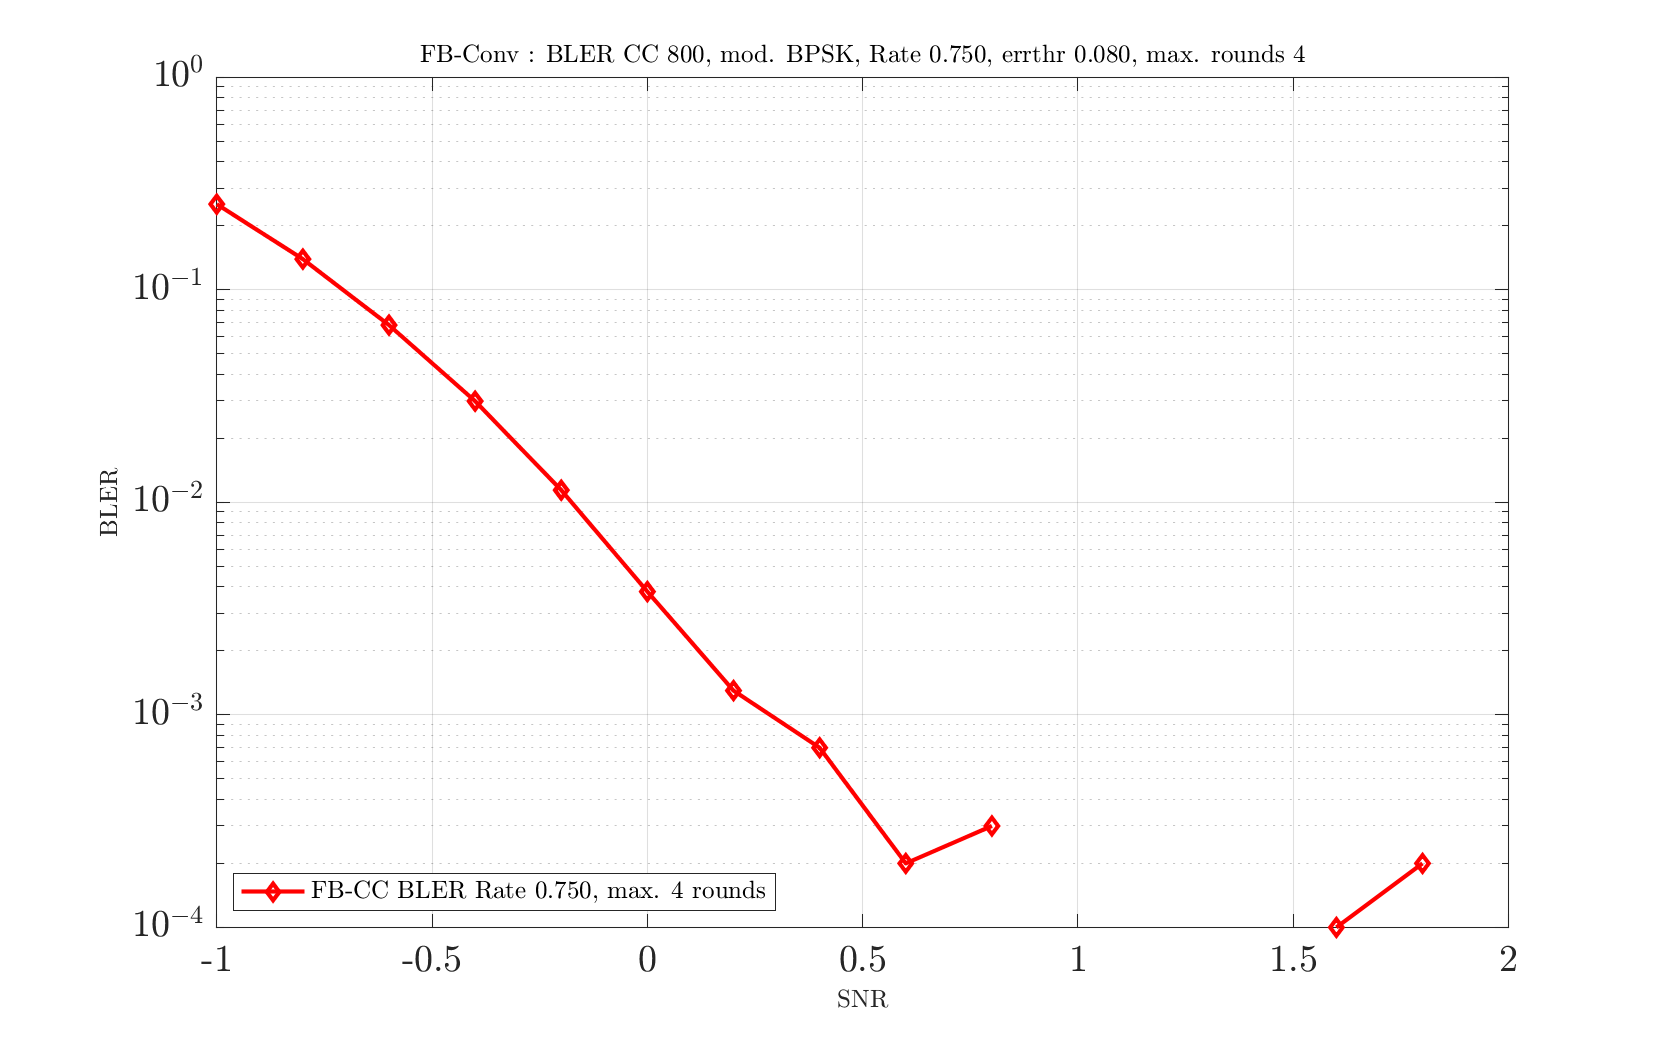 FB-Conv : BLER CC 800, mod. BPSK, Rate 0.750, errthr 0.080, max. rounds 4
10^0
10^-1
10^-2
10^-3
10^-4
BLER
FB-CC BLER Rate 0.750, max. 4 rounds
-1 -0.5 0 0.5 1 1.5 2
SNR